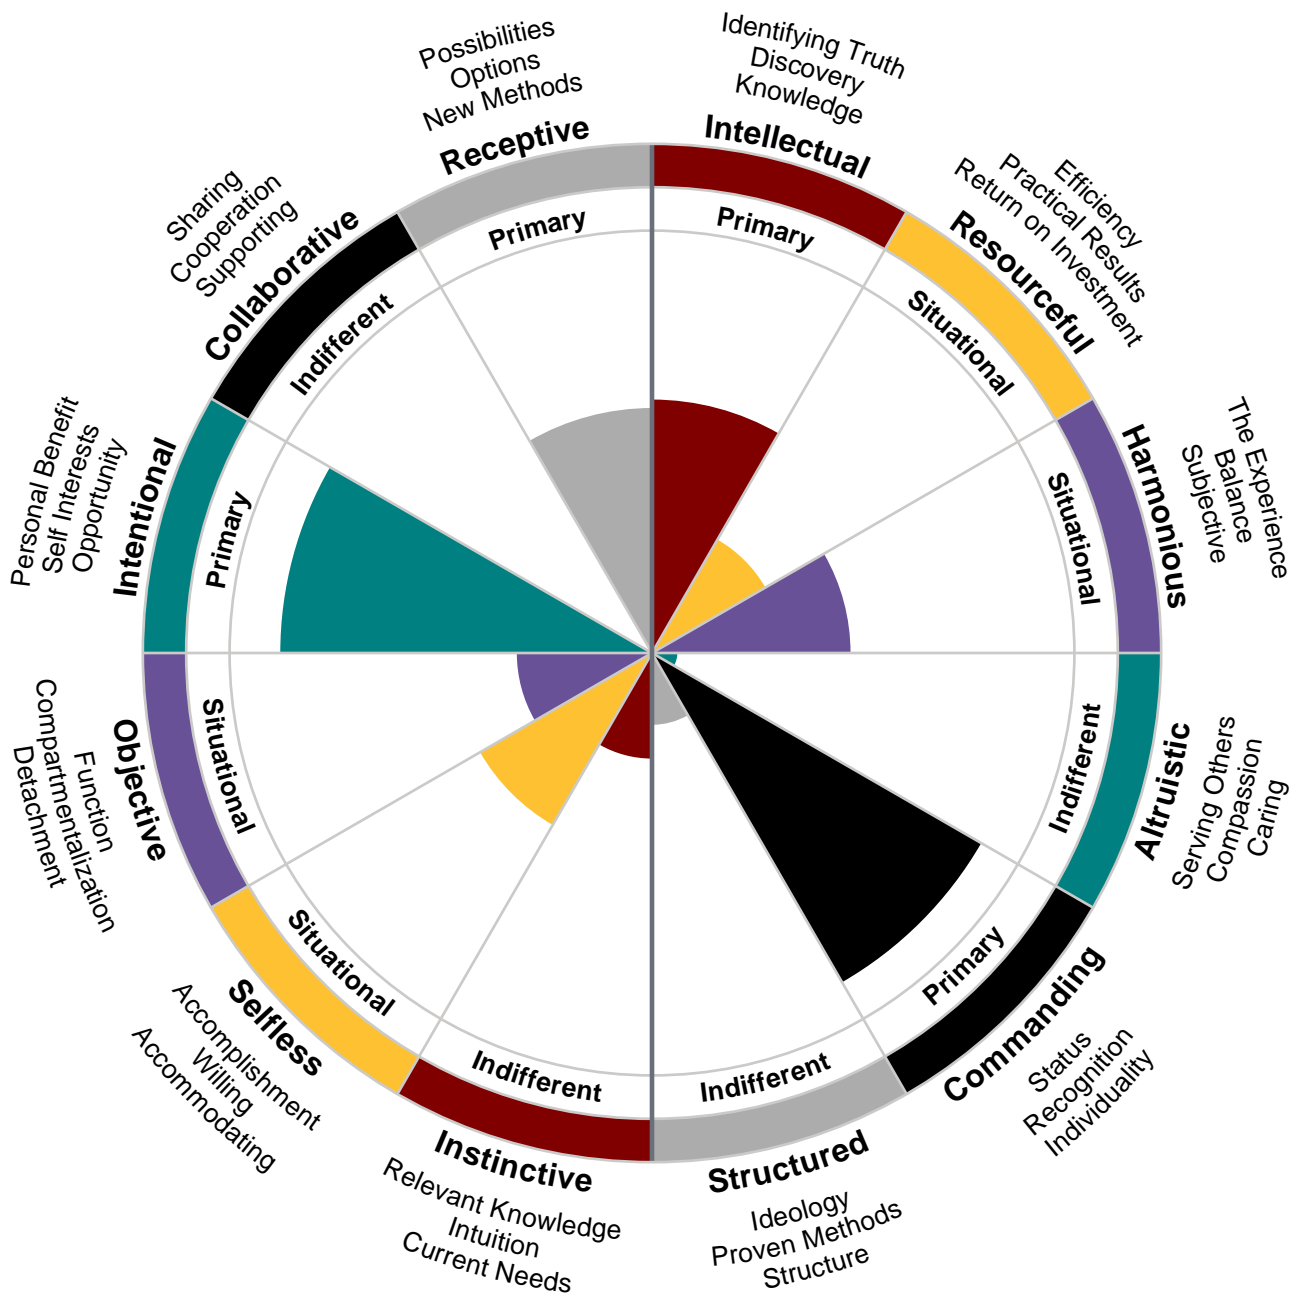 Identifying Truth
Discovery
Knowledge
Intellectual
Primary
Efficiency
Practical Results
Return on Investment
Resourceful
Situational
The Experience
Balance
Subjective
Harmonious
Situational
Indifferent
Altruistic
Serving Others
Compassion
Caring
Primary
Commanding
Status
Recognition
Individuality
Indifferent
Structured
Ideology
Proven Methods
Structure
Indifferent
Instinctive
Relevant Knowledge
Intuition
Current Needs
Situational
Selfless
Accomplishment
Willing
Accommodating
Situational
Objective
Function
Compartmentalization
Detachment
Personal Benefit
Self Interests
Opportunity
Intentional
Primary
Sharing
Cooperation
Supporting
Collaborative
Indifferent
Possibilities
Options
New Methods
Receptive
Primary